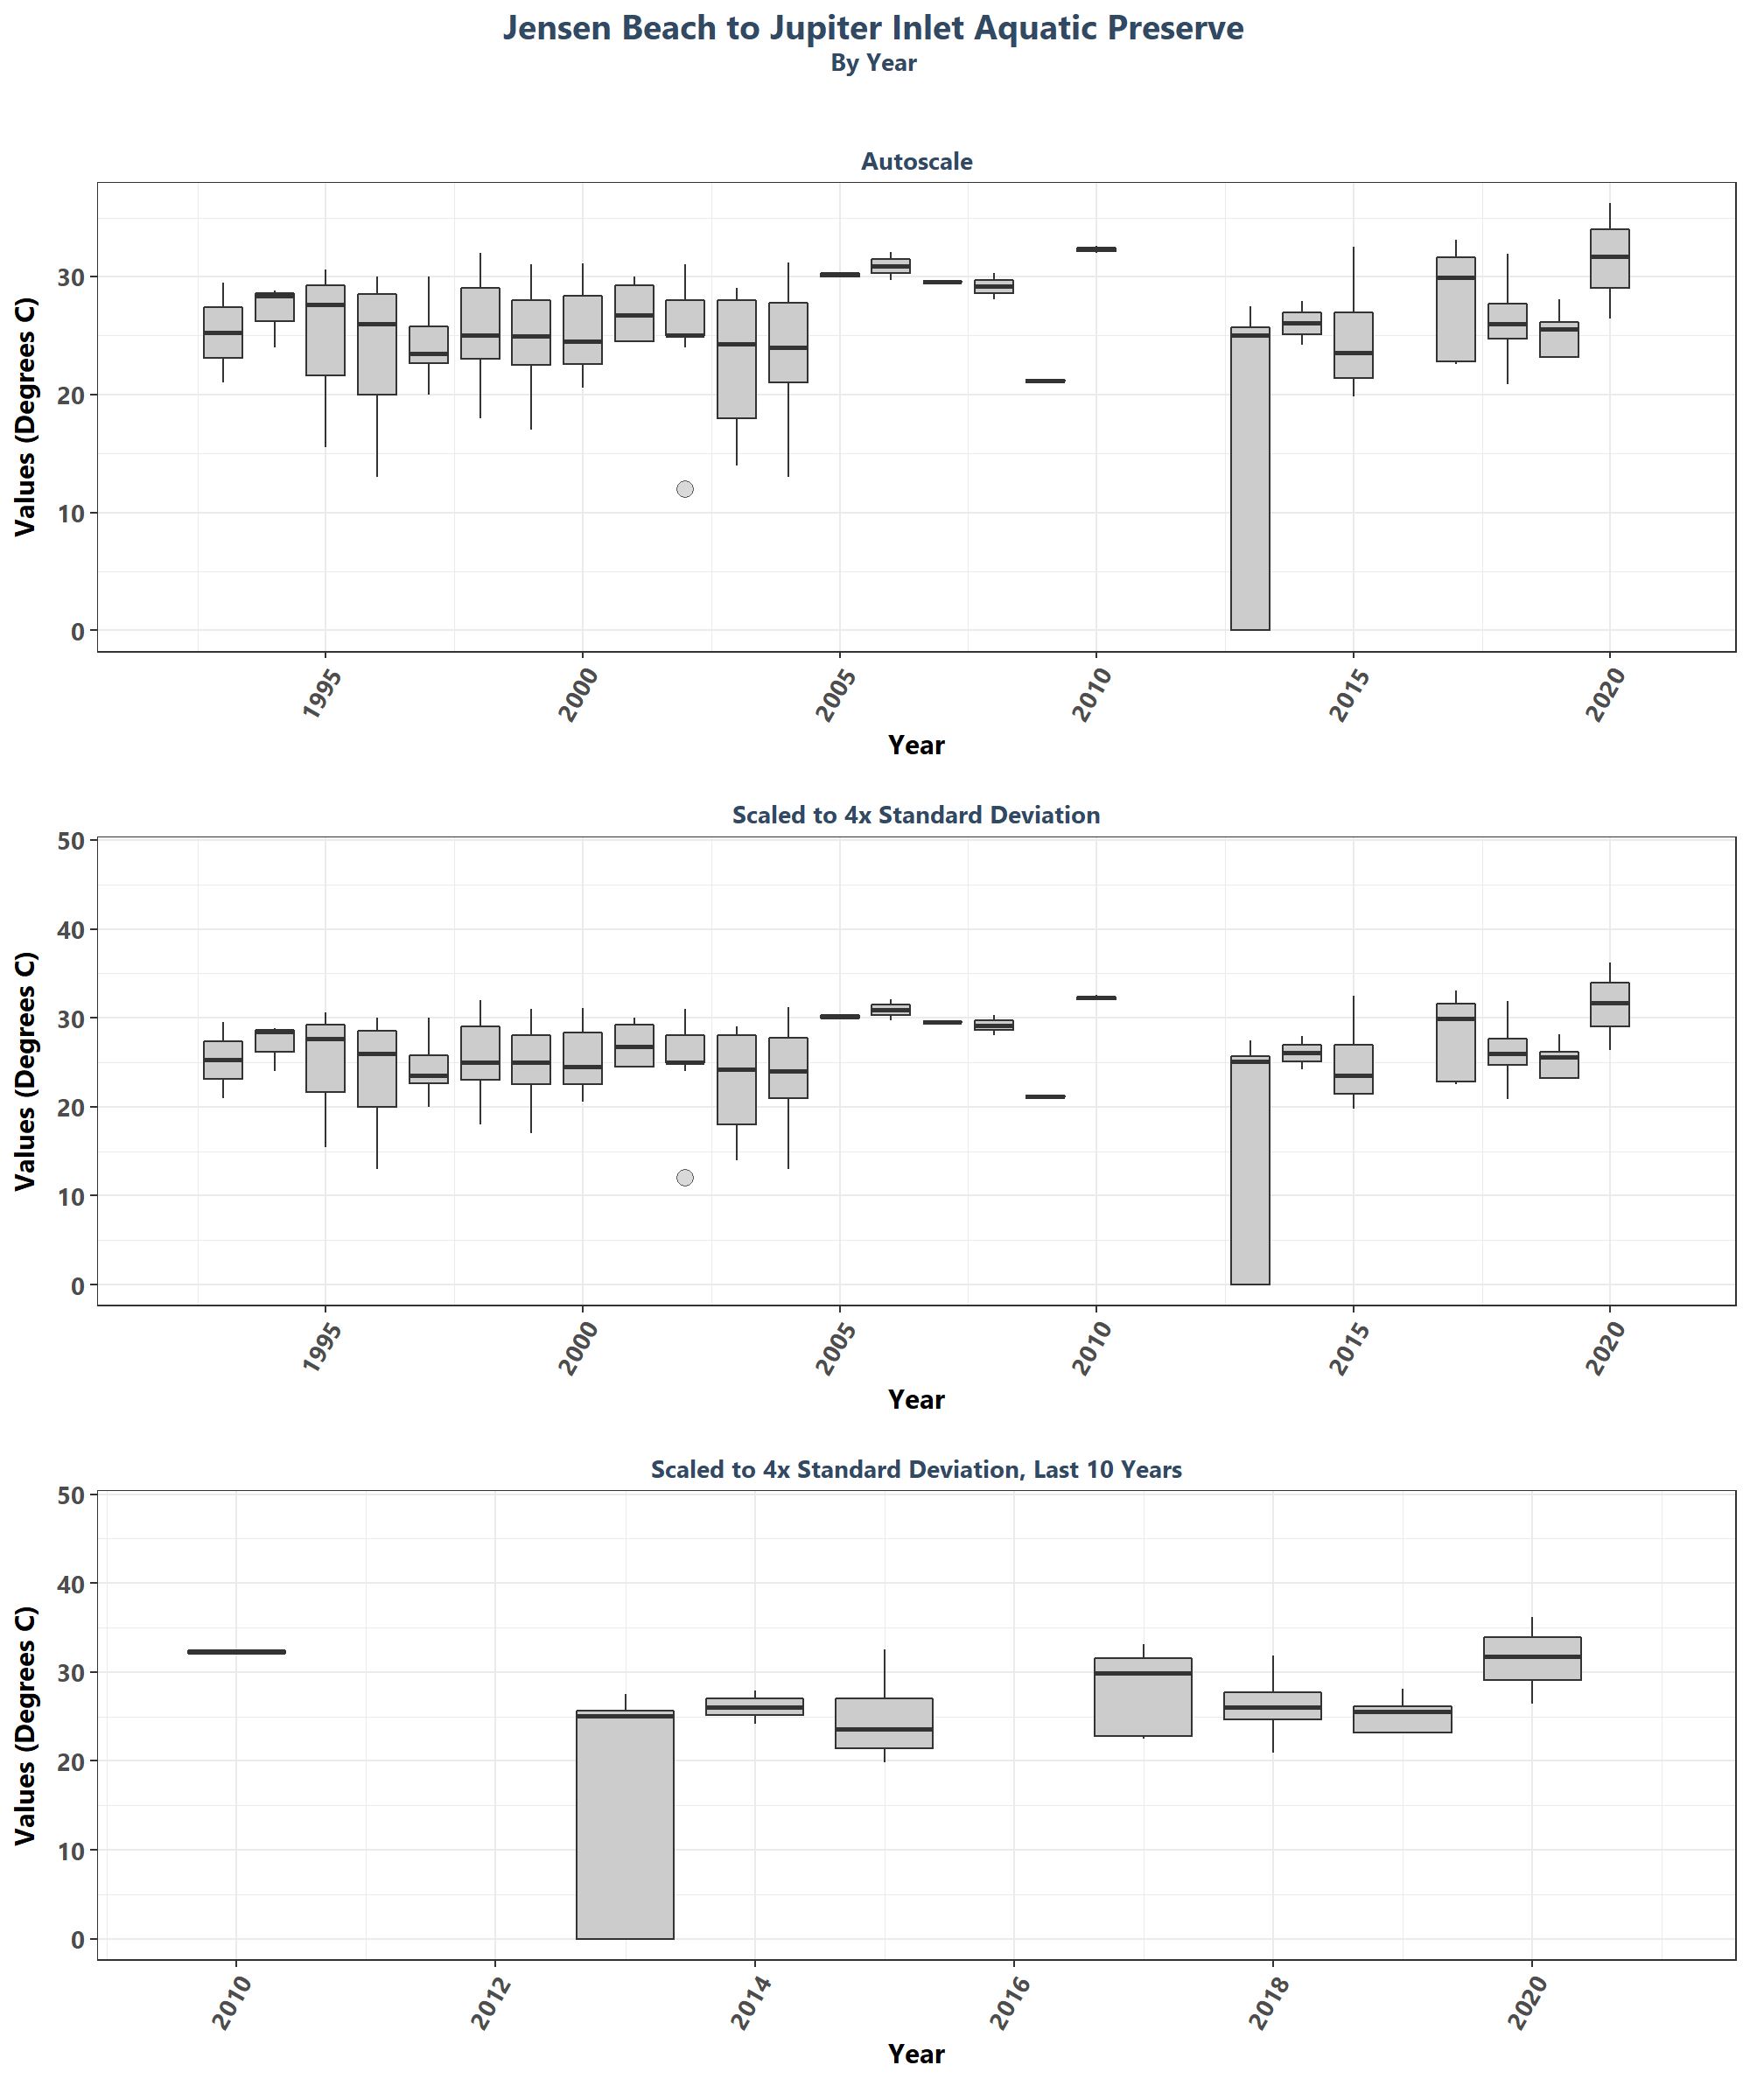 Jensen Beach to Jupiter Inlet Aquatic Preserve
By Year
Autoscale
Values (Degrees C)
30
20
10
0
1995 2000 2005 2010 2015 2020
Year
Scaled to 4x Standard Deviation
Values (Degrees C)
50
40
30
20
10
0
1995 2000 2005 2010 2015 2020
Year
Scaled to 4x Standard Deviation, Last 10 Years
Values (Degrees C)
50
40
30
20
10
0
2010 2012 2014 2016 2018 2020
Year